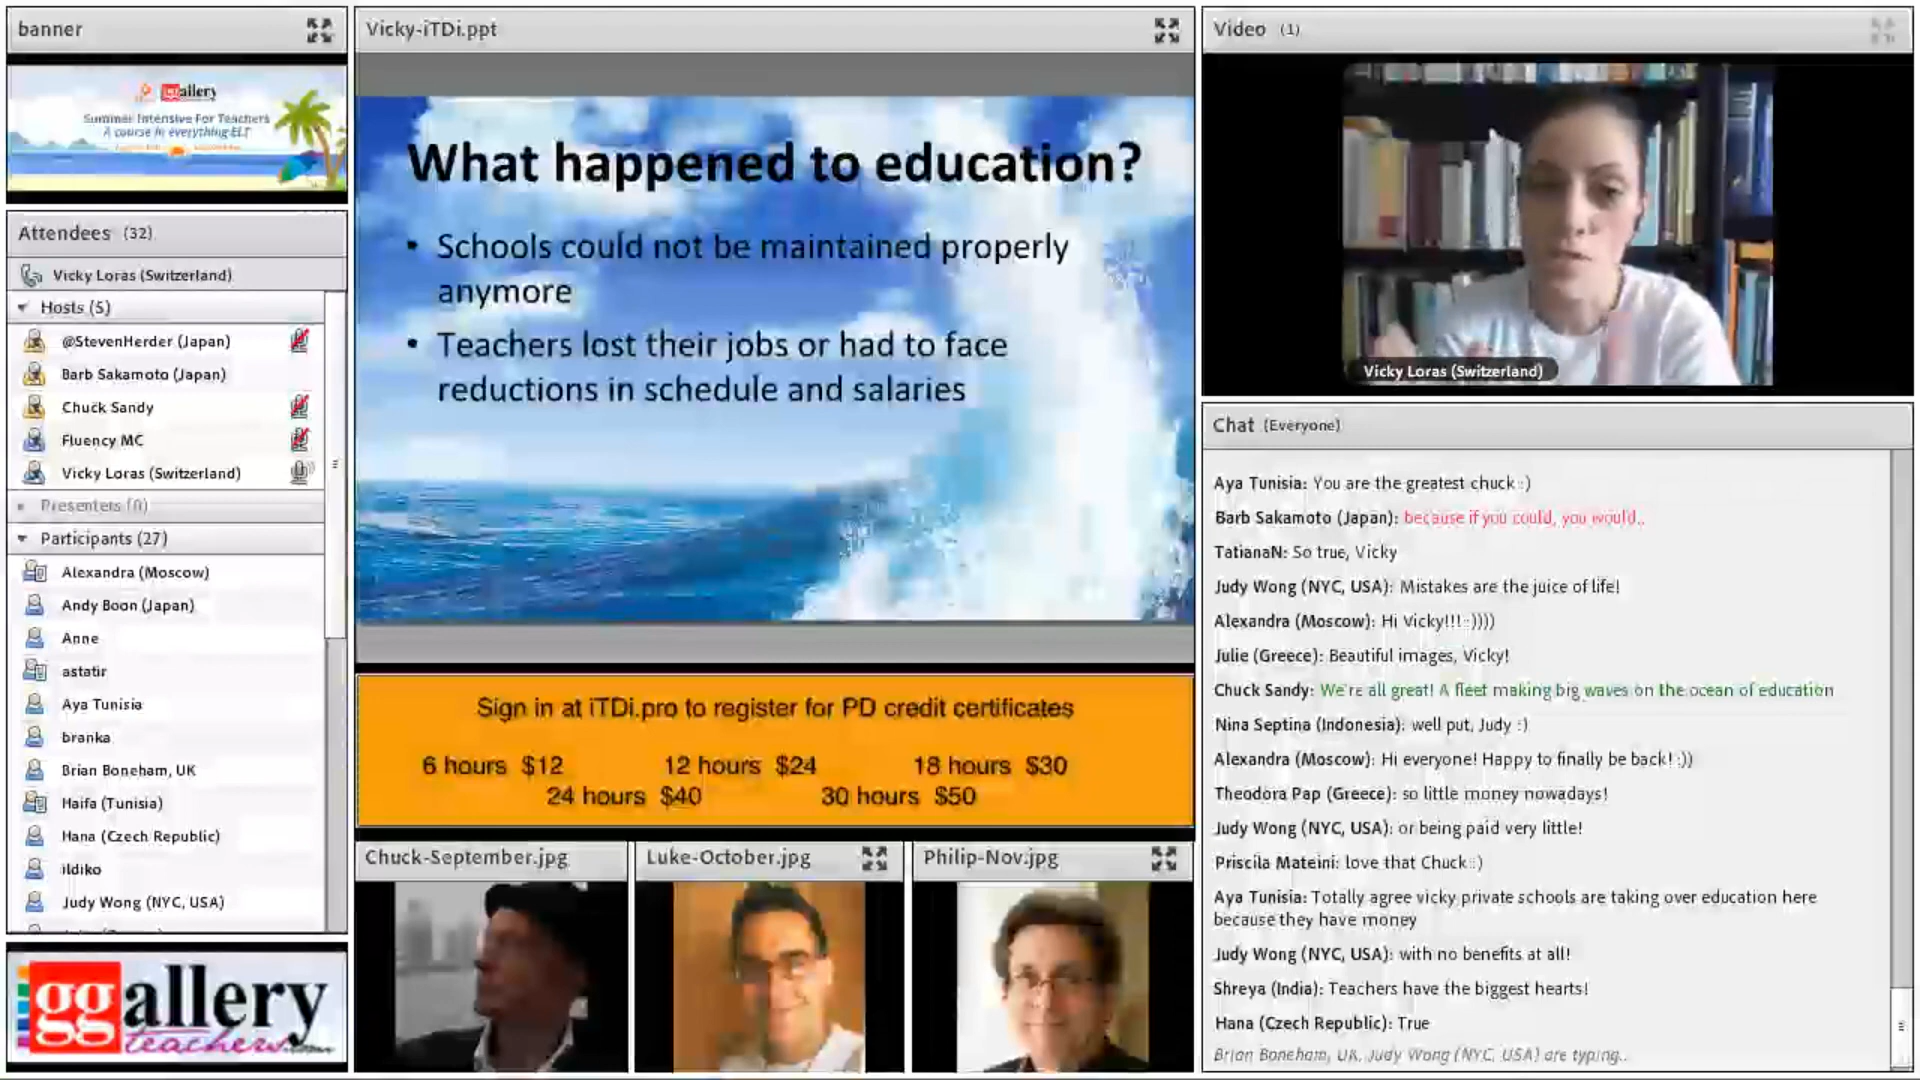 banner
ggallery
Summer Intensive For Teachers
A course in everything ELT
Attendees (32)
Vicky Loras (Switzerland)
Hosts (5)
@StevenHerder (Japan)
Barb Sakamoto (Japan)
Chuck Sandy
Fluency MC
Vicky Loras (Switzerland)
Presenters (0)
Participants (27)
Alexandra (Moscow)
Andy Boon (Japan)
Anne
astatir
Aya Tunisia
branka
Brian Boneham, UK
Haifa (Tunisia)
Hana (Czech Republic)
ildiko
Judy Wong (NYC, USA)
ggallery
teachers.com
Vicky-iTDi.ppt
What happened to education?
• Schools could not be maintained properly
anymore
• Teachers lost their jobs or had to face
reductions in schedule and salaries
Sign in at iTDi.pro to register for PD credit certificates
6 hours $12 12 hours $24 18 hours $30
24 hours $40 30 hours $50
Chuck-September.jpg
Luke-October.jpg
Philip-Nov.jpg
Video (1)
Vicky Loras (Switzerland)
Chat (Everyone)
Aya Tunisia: You are the greatest chuck :)
Barb Sakamoto (Japan): because if you could, you would..
TatianaN: So true, Vicky
Judy Wong (NYC, USA): Mistakes are the juice of life!
Alexandra (Moscow): Hi Vicky!!! :))))
Julie (Greece): Beautiful images, Vicky!
Chuck Sandy: We're all great! A fleet making big waves on the ocean of education
Nina Septina (Indonesia): well put, Judy :)
Alexandra (Moscow): Hi everyone! Happy to finally be back! :))
Theodora Pap (Greece): so little money nowadays!
Judy Wong (NYC, USA): or being paid very little!
Priscila Mateini: love that Chuck :)
Aya Tunisia: Totally agree vicky private schools are taking over education here
because they have money
Judy Wong (NYC, USA): with no benefits at all!
Shreya (India): Teachers have the biggest hearts!
Hana (Czech Republic): True
Brian Boneham, UK, Judy Wong (NYC, USA) are typing..